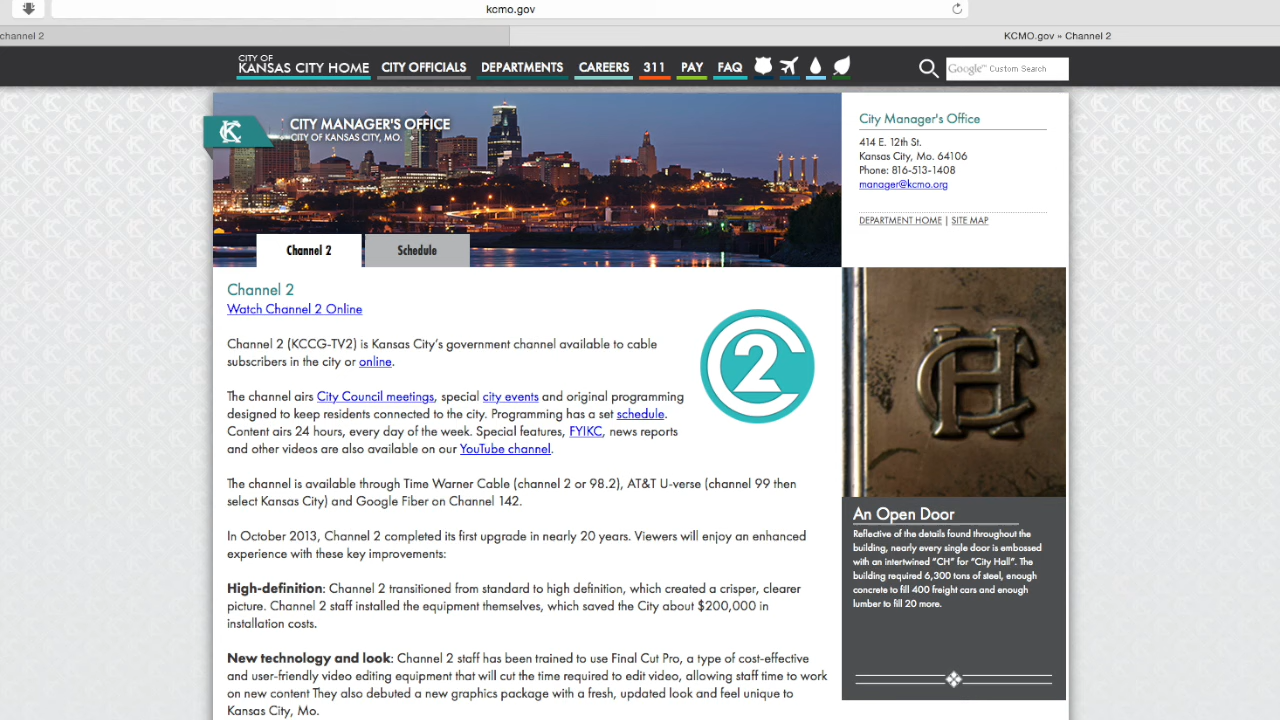 kcmo.gov
channel 2
KCMO.gov » Channel 2
CITY OF
KANSAS CITY HOME
CITY OFFICIALS
DEPARTMENTS
CAREERS
311
PAY
FAQ
Google™ Custom Search
KC
CITY MANAGER'S OFFICE
CITY OF KANSAS CITY, MO.
Channel 2
Schedule
City Manager's Office
414 E. 12th St.
Kansas City, Mo. 64106
Phone: 816-513-1408
manager@kcmo.org
DEPARTMENT HOME | SITE MAP
Channel 2
Watch Channel 2 Online
Channel 2 (KCCG-TV2) is Kansas City's government channel available to cable
subscribers in the city or online.
The channel airs City Council meetings, special city events and original programming
designed to keep residents connected to the city. Programming has a set schedule.
Content airs 24 hours, every day of the week. Special features, FYIKC, news reports
and other videos are also available on our YouTube channel.
2
The channel is available through Time Warner Cable (channel 2 or 98.2), AT&T U-verse (channel 99 then
select Kansas City) and Google Fiber on Channel 142.
In October 2013, Channel 2 completed its first upgrade in nearly 20 years. Viewers will enjoy an enhanced
experience with these key improvements:
High-definition: Channel 2 transitioned from standard to high definition, which created a crisper, clearer
picture. Channel 2 staff installed the equipment themselves, which saved the City about $200,000 in
installation costs.
New technology and look: Channel 2 staff has been trained to use Final Cut Pro, a type of cost-effective
and user-friendly video editing equipment that will cut the time required to edit video, allowing staff time to work
on new content They also debuted a new graphics package with a fresh, updated look and feel unique to
Kansas City, Mo.
CH
An Open Door
Reflective of the details found throughout the
building, nearly every single door is embossed
with an intertwined "CH" for "City Hall". The
building required 6,300 tons of steel, enough
concrete to fill 400 freight cars and enough
lumber to fill 20 more.